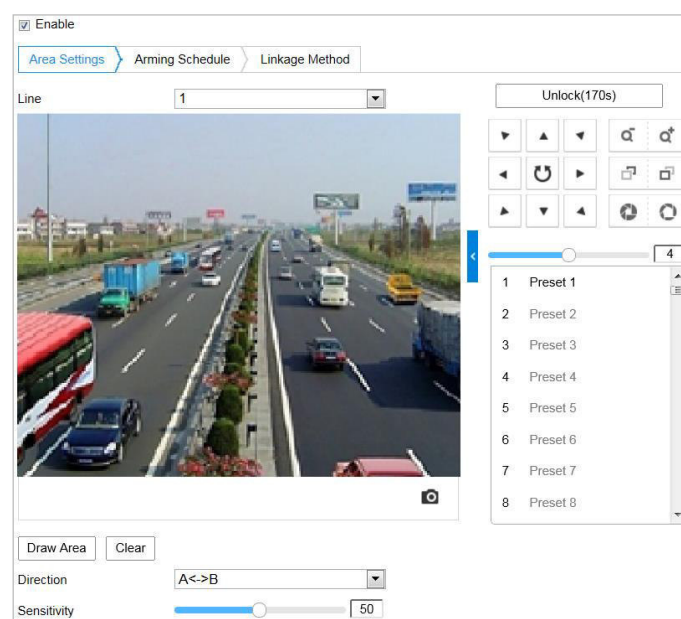 Enable
Area Settings
Arming Schedule
Linkage Method
Line
1
Unlock(170s)
4
1 Preset 1
2 Preset 2
3 Preset 3
4 Preset 4
5 Preset 5
6 Preset 6
7 Preset 7
8 Preset 8
Draw Area
Clear
Direction
A<->B
Sensitivity
50